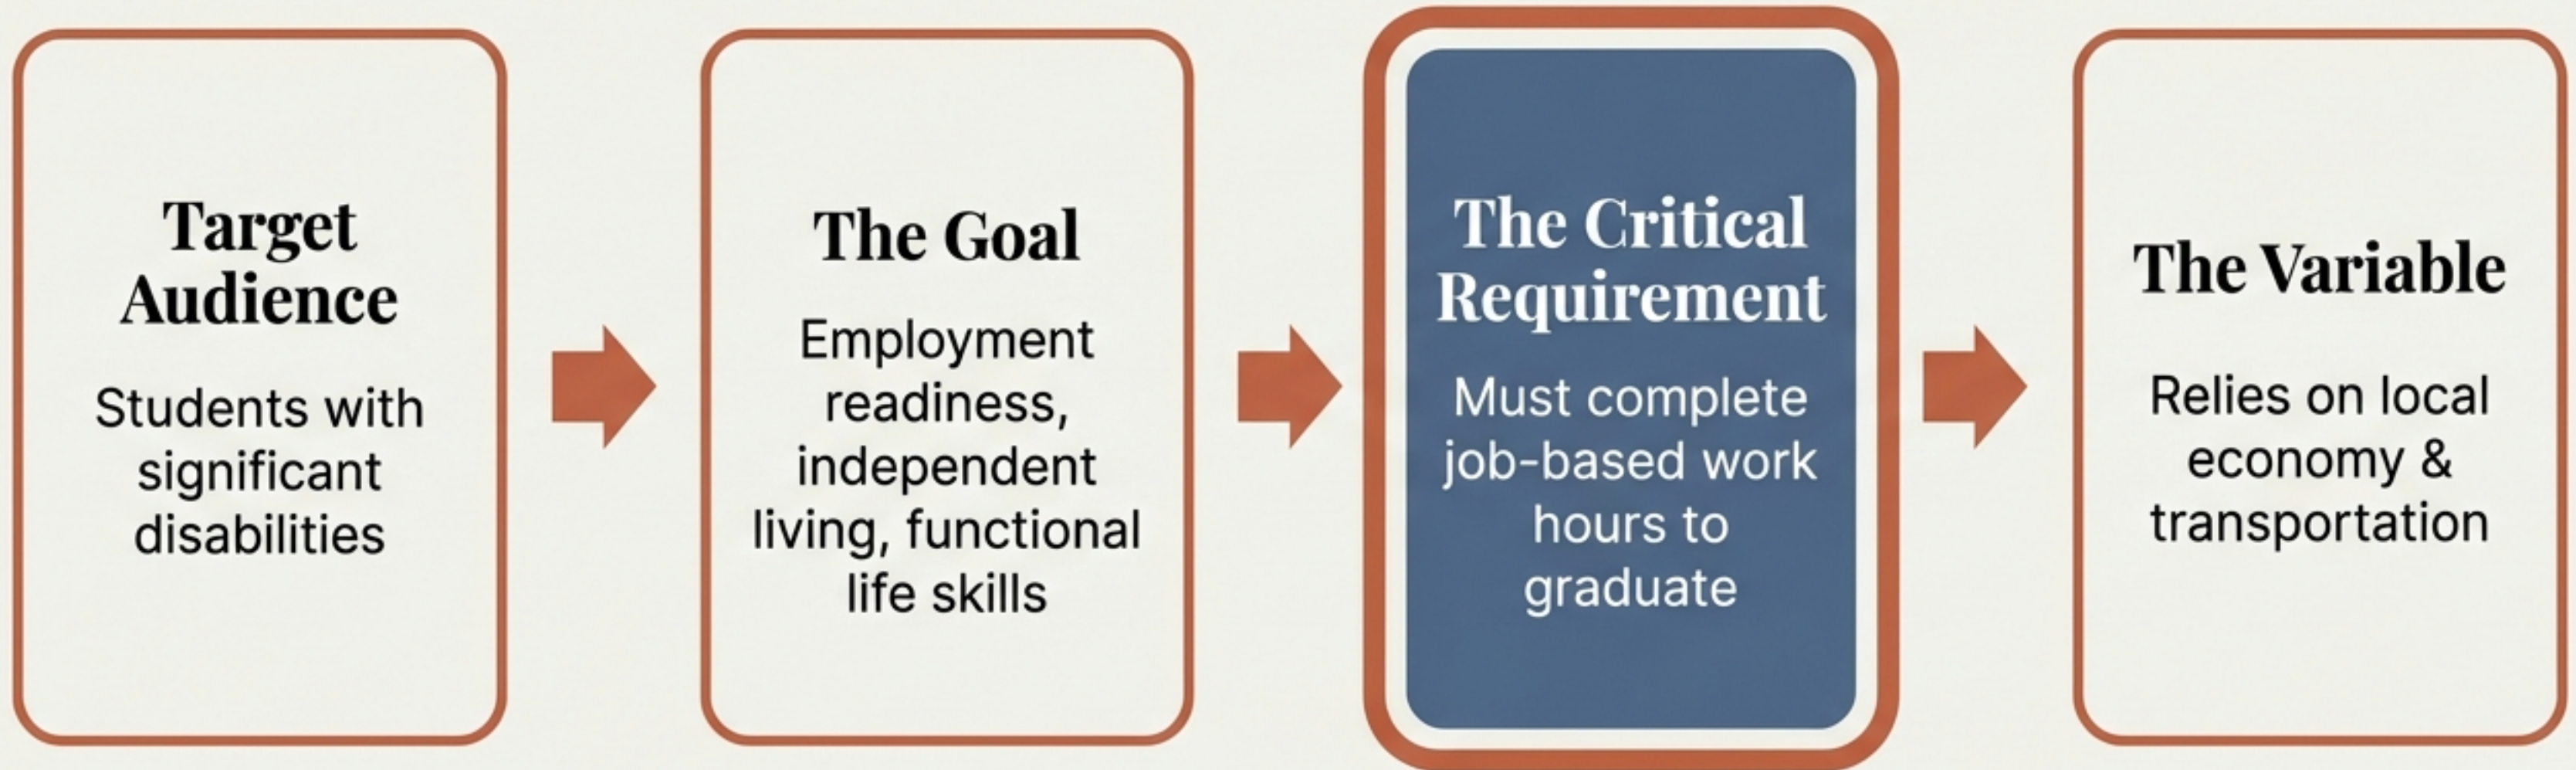 Target
Audience
Students with
significant
disabilities
The Goal
Employment
readiness,
independent
living, functional
life skills
The Critical
Requirement
Must complete
job-based work
hours to
graduate
The Variable
Relies on local
economy &
transportation